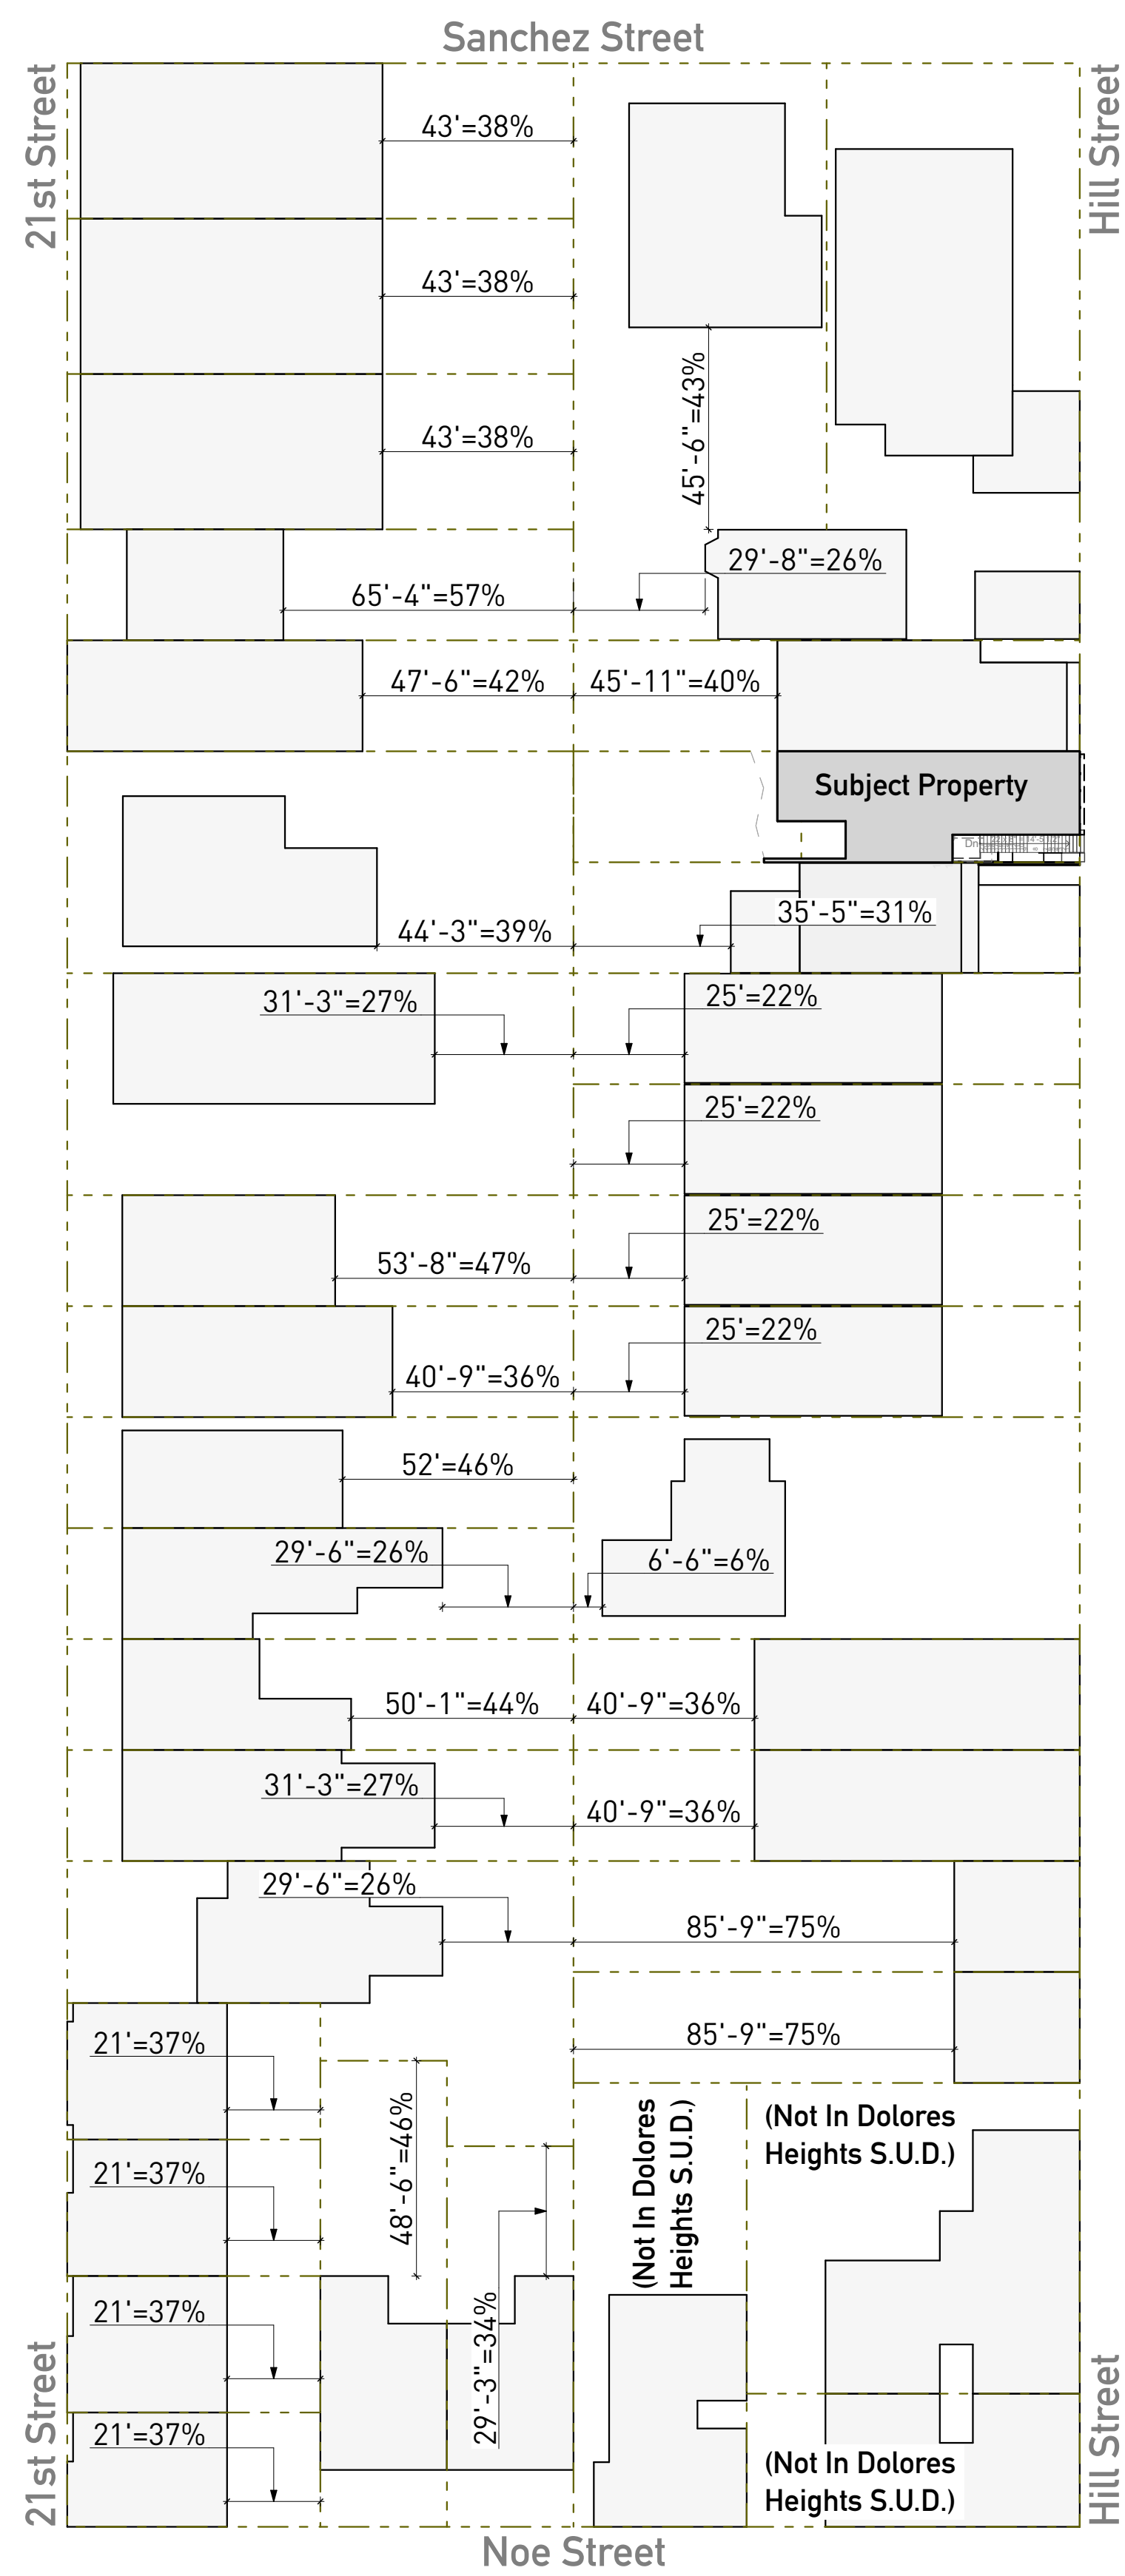 Sanchez Street
21st Street
Hill Street
43'=38%
43'=38%
45'-6"=43%
43'=38%
29'-8"=26%
65'-4"=57%
47'-6"=42%
45'-11"=40%
Subject Property
Dn
35'-5"=31%
44'-3"=39%
31'-3"=27%
25'=22%
25'=22%
25'=22%
53'-8"=47%
25'=22%
40'-9"=36%
52'=46%
29'-6"=26%
6'-6"=6%
50'-1"=44%
40'-9"=36%
31'-3"=27%
40'-9"=36%
29'-6"=26%
85'-9"=75%
21'=37%
85'-9"=75%
48'-6"=46%
(Not In Dolores
Heights S.U.D.)
(Not In Dolores
Heights S.U.D.)
21'=37%
21'=37%
29'-3"=34%
21'=37%
(Not In Dolores
Heights S.U.D.)
21st Street
Hill Street
Noe Street